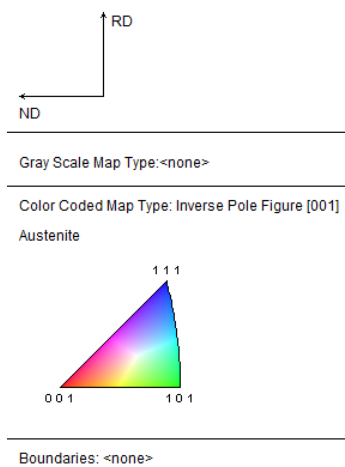 RD
ND
Gray Scale Map Type:<none>
Color Coded Map Type: Inverse Pole Figure [001]
Austenite
1 1 1
0 0 1
1 0 1
Boundaries: <none>